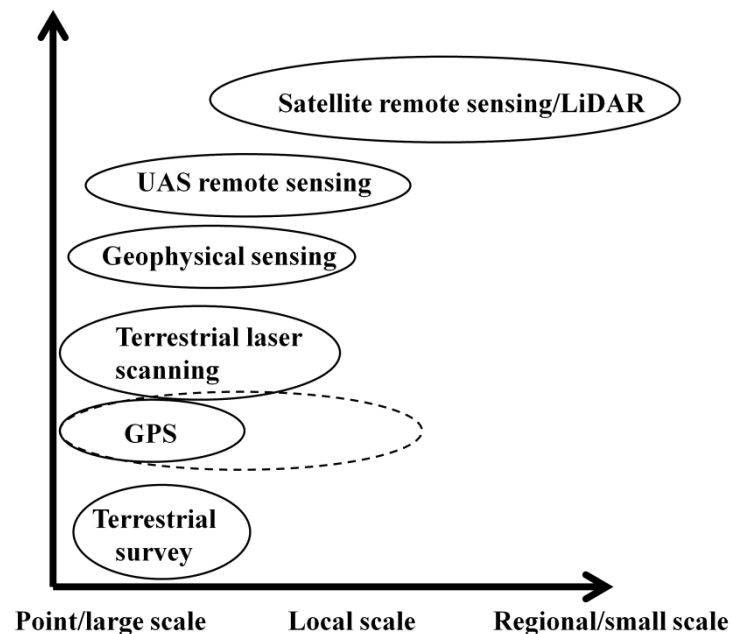 Satellite remote sensing/LiDAR
UAS remote sensing
Geophysical sensing
Terrestrial laser
scanning
GPS
Terrestrial
survey
Point/large scale Local scale Regional/small scale